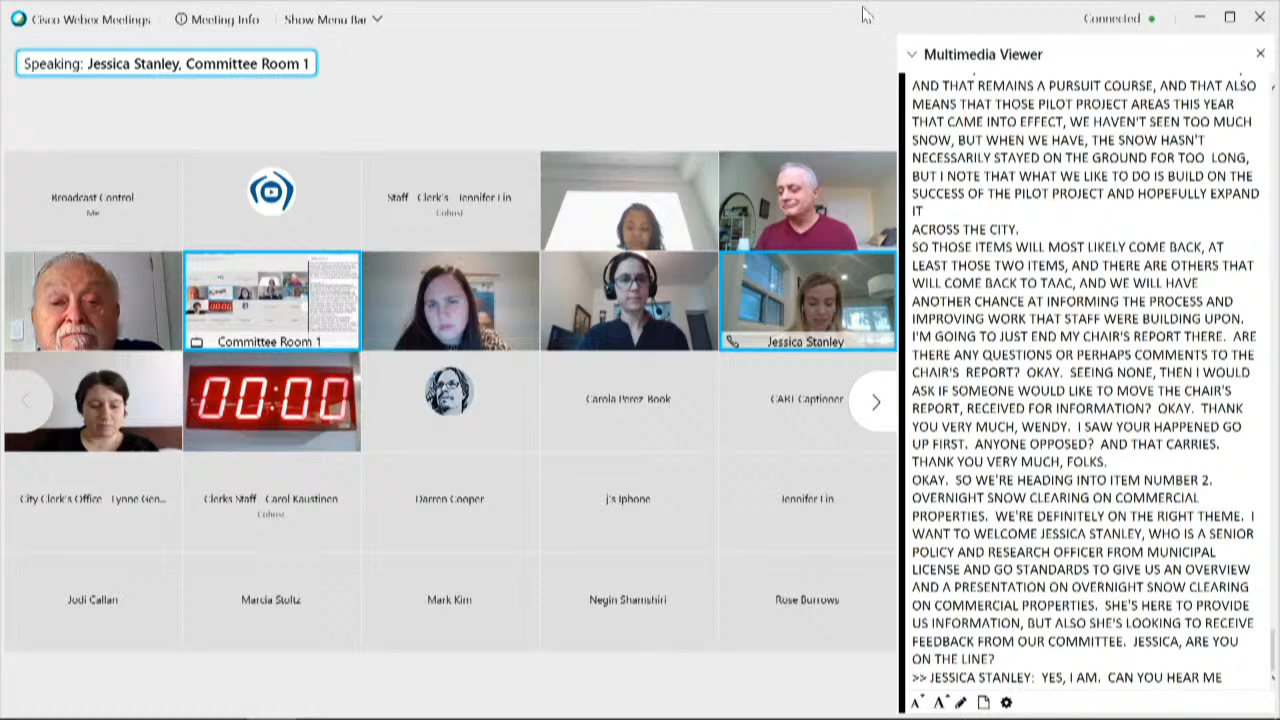 Cisco Webex Meetings
Meeting Info
Show Menu Bar
Connected
Speaking: Jessica Stanley, Committee Room 1
Multimedia Viewer
Broadcast Control
Me
Staff Clerk's Jennifer Lin
Cohost
Committee Room 1
Jessica Stanley
00:00
Carola Perez Book
CART Captioner
City Clerk's Office Lynne Gen...
Clerks Staff Carol Kaustinen
Cohost
Darren Cooper
j's Iphone
Jennifer Lin
Jodi Callan
Marcia Stoltz
Mark Kim
Negin Shamshiri
Rose Burrows
AND THAT REMAINS A PURSUIT COURSE, AND THAT ALSO
MEANS THAT THOSE PILOT PROJECT AREAS THIS YEAR
THAT CAME INTO EFFECT, WE HAVEN'T SEEN TOO MUCH
SNOW, BUT WHEN WE HAVE, THE SNOW HASN'T
NECESSARILY STAYED ON THE GROUND FOR TOO LONG,
BUT I NOTE THAT WHAT WE LIKE TO DO IS BUILD ON THE
SUCCESS OF THE PILOT PROJECT AND HOPEFULLY EXPAND
IT
ACROSS THE CITY.
SO THOSE ITEMS WILL MOST LIKELY COME BACK, AT
LEAST THOSE TWO ITEMS, AND THERE ARE OTHERS THAT
WILL COME BACK TO TAAC, AND WE WILL HAVE
ANOTHER CHANCE AT INFORMING THE PROCESS AND
IMPROVING WORK THAT STAFF WERE BUILDING UPON.
I'M GOING TO JUST END MY CHAIR'S REPORT THERE. ARE
THERE ANY QUESTIONS OR PERHAPS COMMENTS TO THE
CHAIR'S REPORT? OKAY. SEEING NONE, THEN I WOULD
ASK IF SOMEONE WOULD LIKE TO MOVE THE CHAIR'S
REPORT, RECEIVED FOR INFORMATION? OKAY. THANK
YOU VERY MUCH, WENDY. I SAW YOUR HAPPENED GO
UP FIRST. ANYONE OPPOSED? AND THAT CARRIES.
THANK YOU VERY MUCH, FOLKS.
OKAY. SO WE'RE HEADING INTO ITEM NUMBER 2.
OVERNIGHT SNOW CLEARING ON COMMERCIAL
PROPERTIES. WE'RE DEFINITELY ON THE RIGHT THEME. I
WANT TO WELCOME JESSICA STANLEY, WHO IS A SENIOR
POLICY AND RESEARCH OFFICER FROM MUNICIPAL
LICENSE AND GO STANDARDS TO GIVE US AN OVERVIEW
AND A PRESENTATION ON OVERNIGHT SNOW CLEARING
ON COMMERCIAL PROPERTIES. SHE'S HERE TO PROVIDE
US INFORMATION, BUT ALSO SHE'S LOOKING TO RECEIVE
FEEDBACK FROM OUR COMMITTEE. JESSICA, ARE YOU
ON THE LINE?
>> JESSICA STANLEY: YES, I AM. CAN YOU HEAR ME